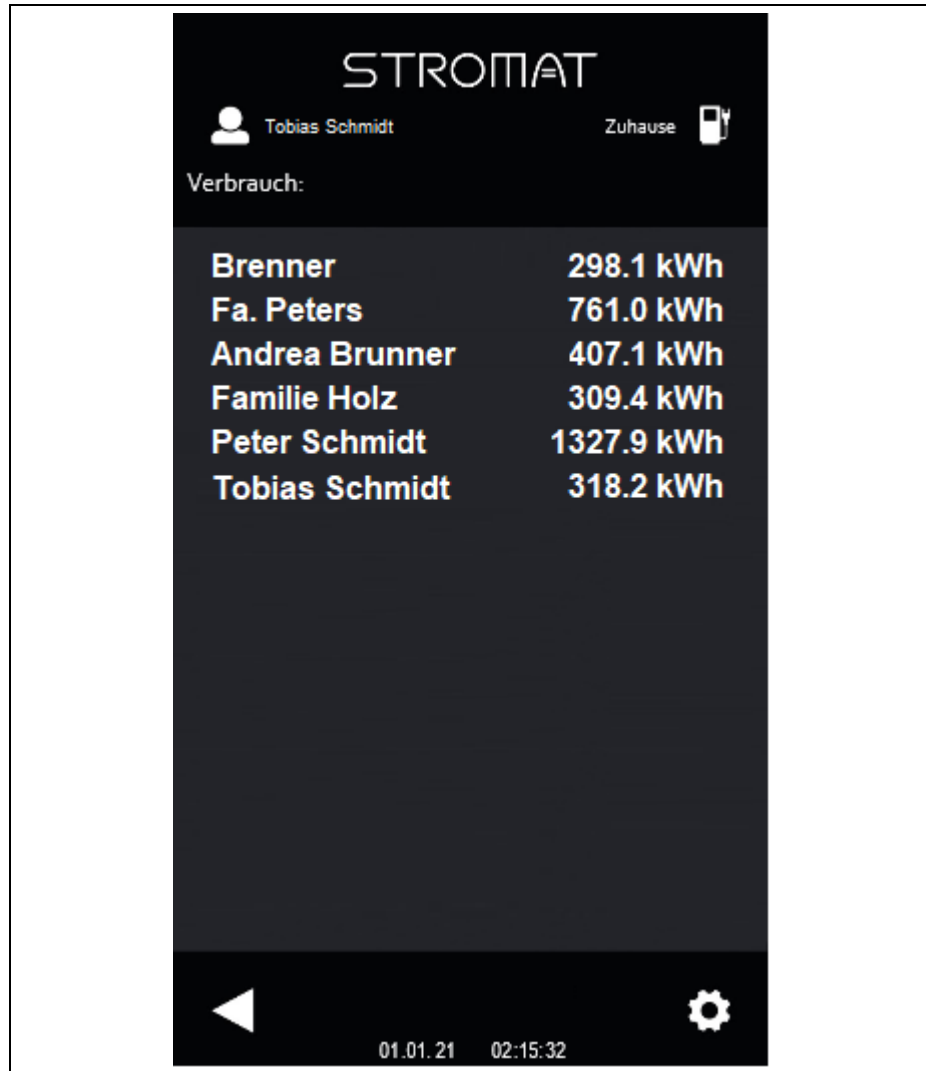 STROMAT
Tobias Schmidt Zuhause
Verbrauch:
Brenner 298.1 kWh
Fa. Peters 761.0 kWh
Andrea Brunner 407.1 kWh
Familie Holz 309.4 kWh
Peter Schmidt 1327.9 kWh
Tobias Schmidt 318.2 kWh
01.01.21 02:15:32